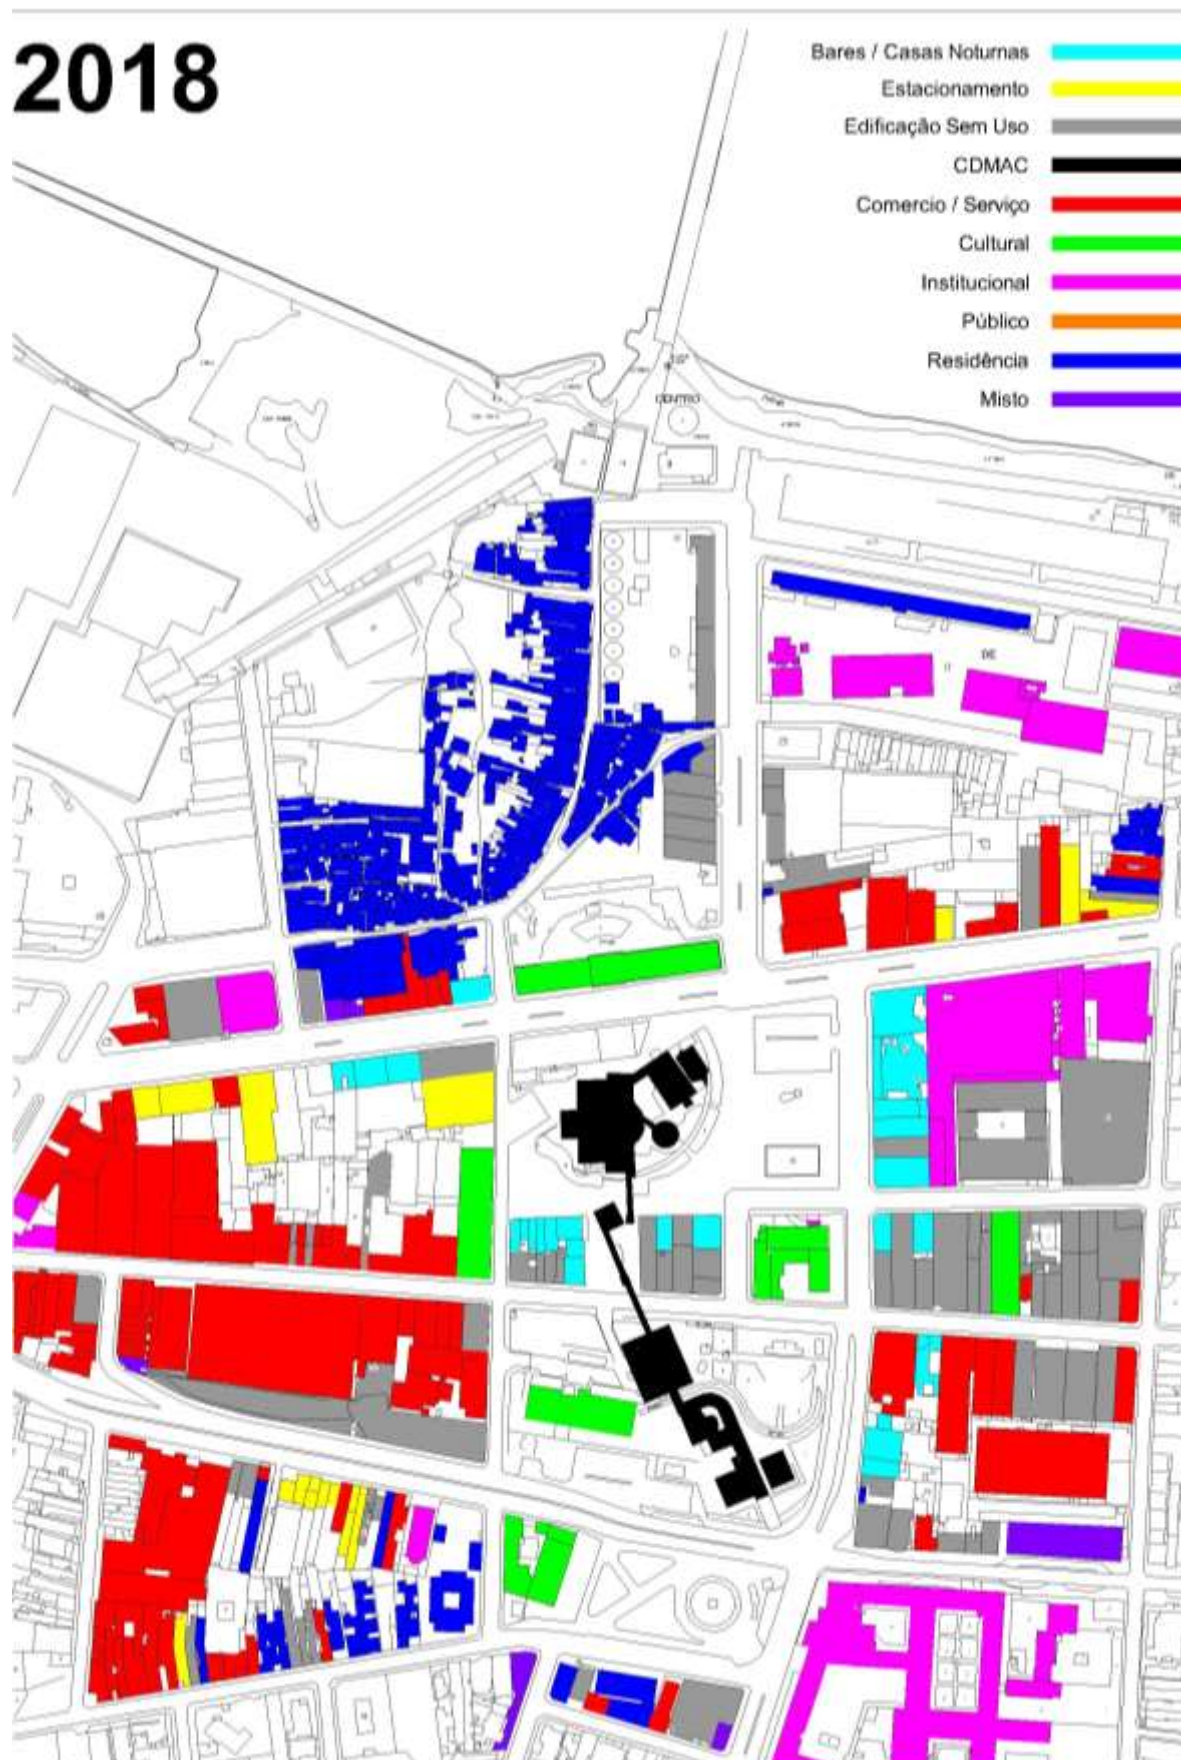 2018
Bares / Casas Noturnas
Estacionamento
Edificação Sem Uso
CDMAC
Comercio / Serviço
Cultural
Institucional
Público
Residência
Misto
CENTRO